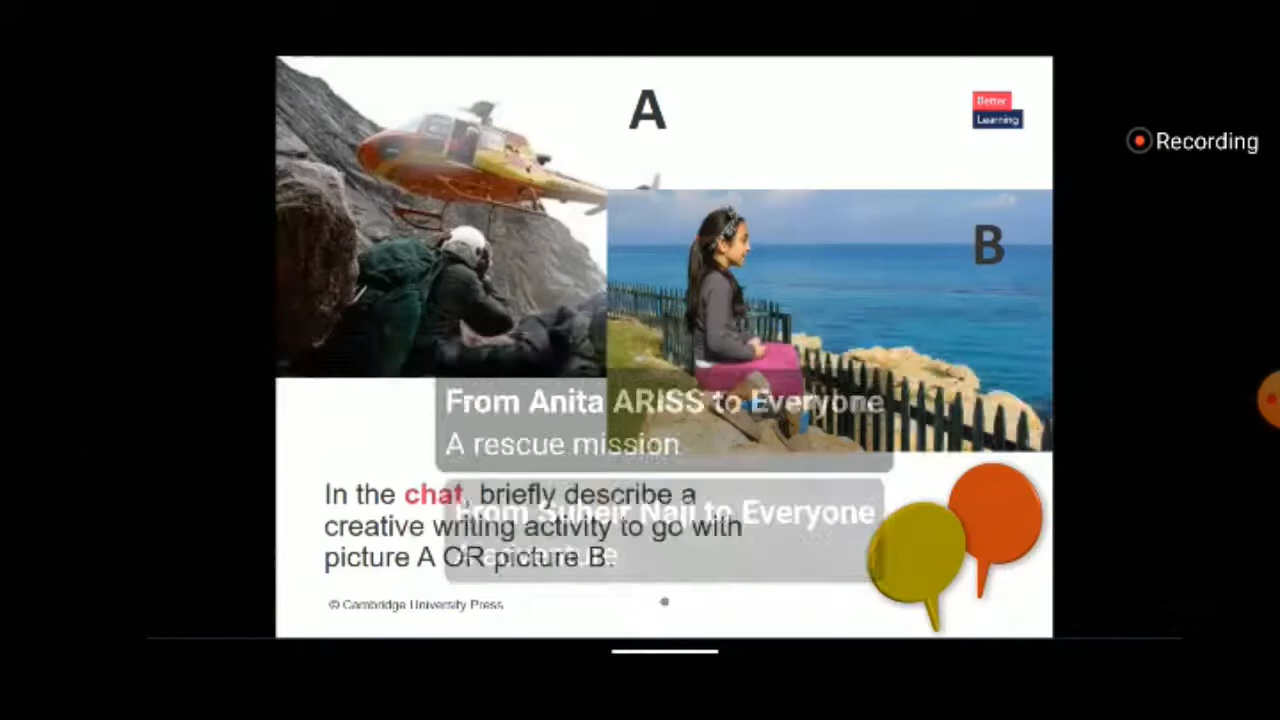 A
Better
Learning
Recording
B
From Anita ARISS to Everyone
A rescue mission
In the chat, briefly describe a
From Suheir Naji to Everyone
creative writing activity to go with
picture A OR picture B.
© Cambridge University Press